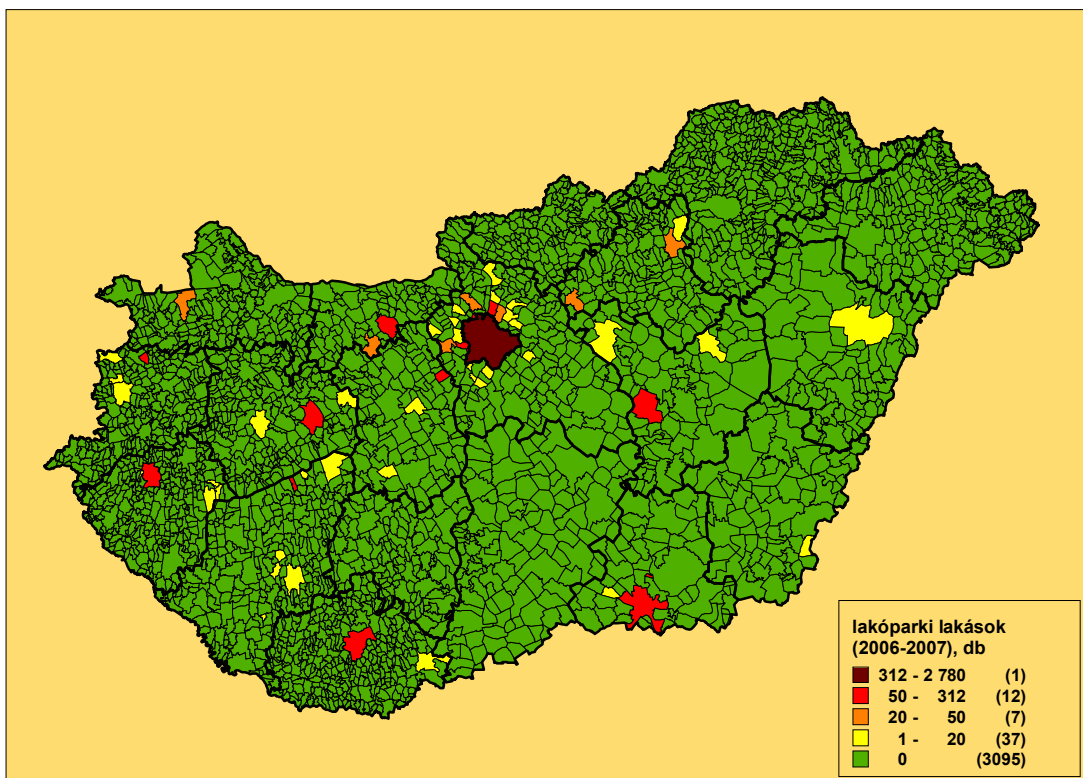 lakóparki lakások
(2006-2007), db
312 - 2 780 (1)
50 - 312 (12)
20 - 50 (7)
1 - 20 (37)
0 (3095)